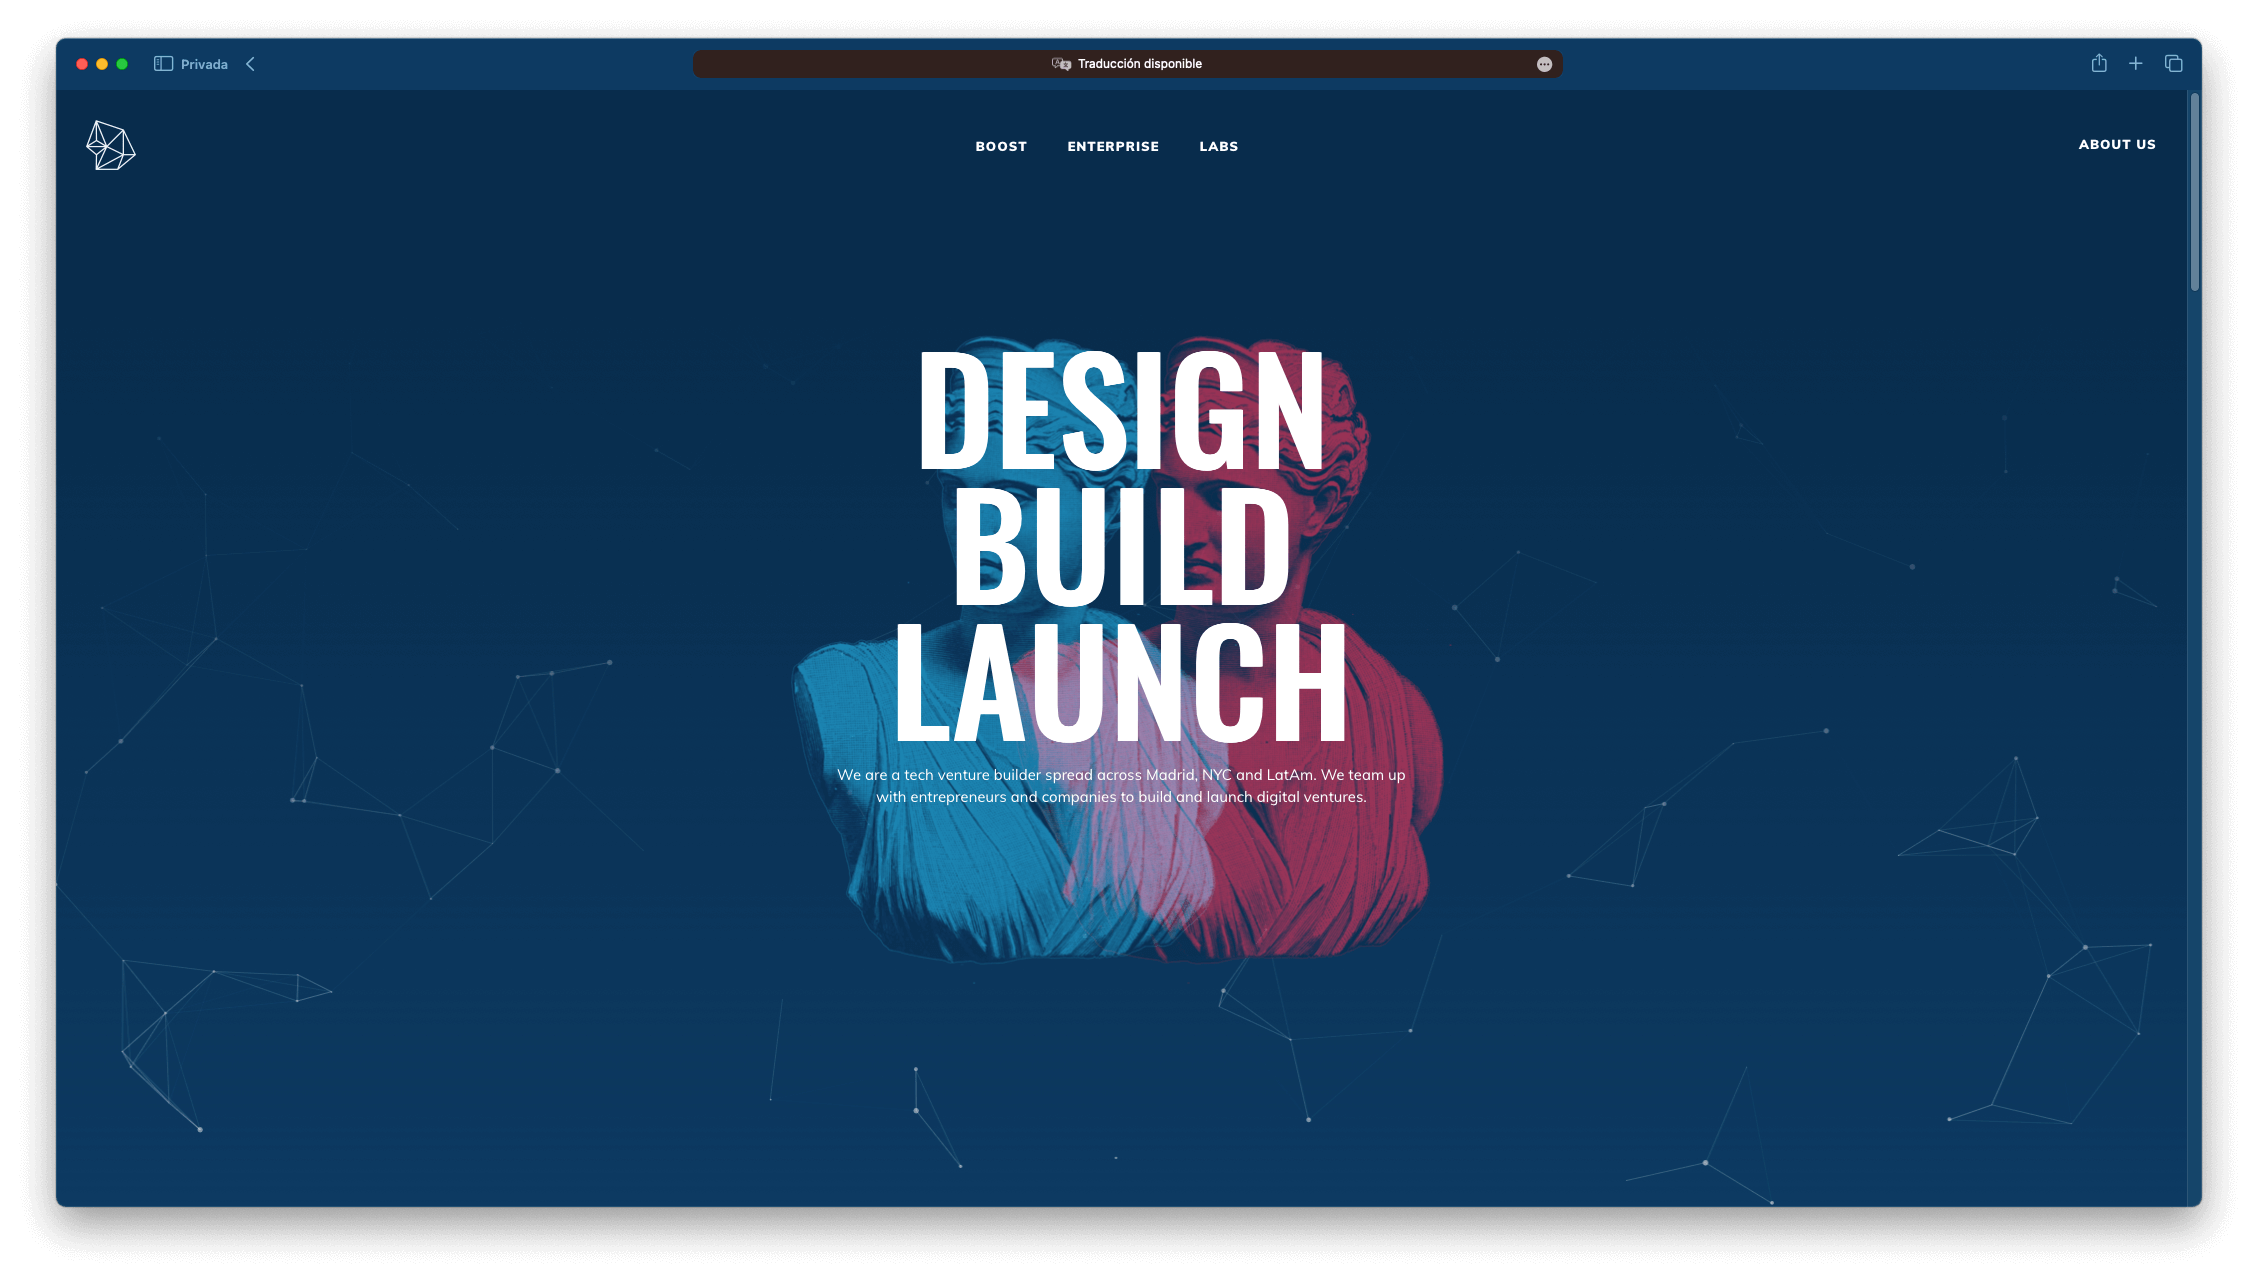 Privada
Traducción disponible
BOOST ENTERPRISE LABS
ABOUT US
DESIGN
BUILD
LAUNCH
We are a tech venture builder spread across Madrid, NYC and LatAm. We team up
with entrepreneurs and companies to build and launch digital ventures.